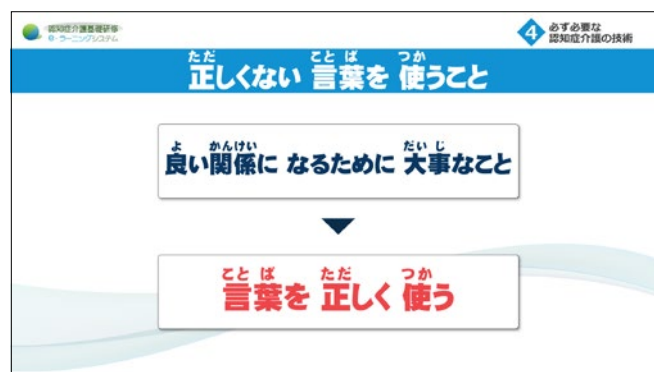 認知症介護基礎研修
e-ラーニングシステム
4
必ず必要な
認知症介護の技術
ただ ことば つか
正しくない 言葉を 使うこと
よ かんけい だいじ
良い関係に なるために 大事なこと
ことば ただ つか
言葉を 正しく 使う